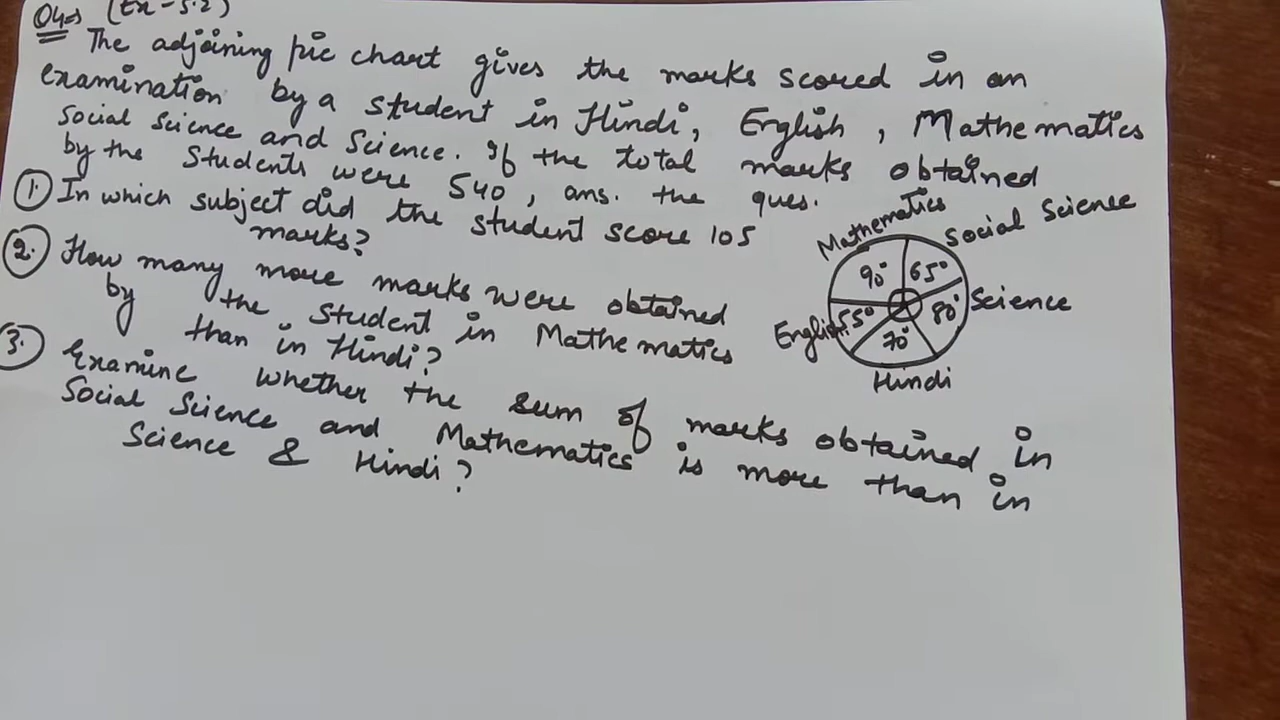 Q4⇒ (Ex-5.2)
The adjoining pie chart gives the marks scored in an
examination by a student in Hindi, English, Mathematics
Social Science and Science. If the total marks obtained
by the Students were 540, ans. the ques.
1. In which subject did the student score 105
marks?
2. How many more marks were obtained
by the student in Mathematics
than in Hindi?
3. Examine whether the sum of marks obtained in
Social Science and Mathematics is more than in
Science & Hindi?
Mathematics
Social Science
90° 65°
Science
80°
English
55°
70°
Hindi